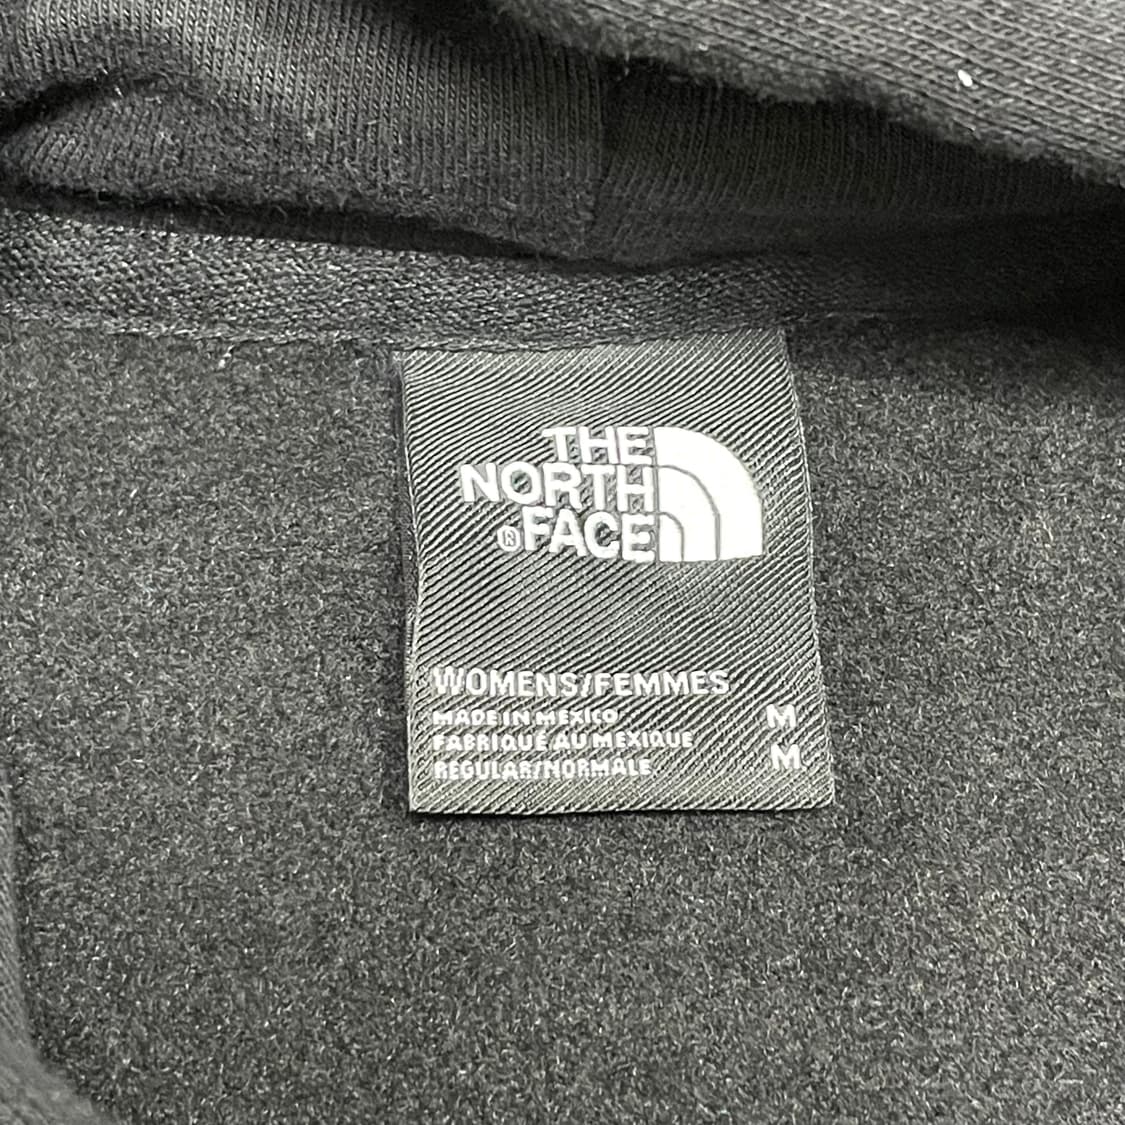 THE
NORTH
®FACE
WOMENS/FEMMES
MADE IN MEXICO M
FABRIQUÉ AU MEXIQUE M
REGULAR/NORMALE